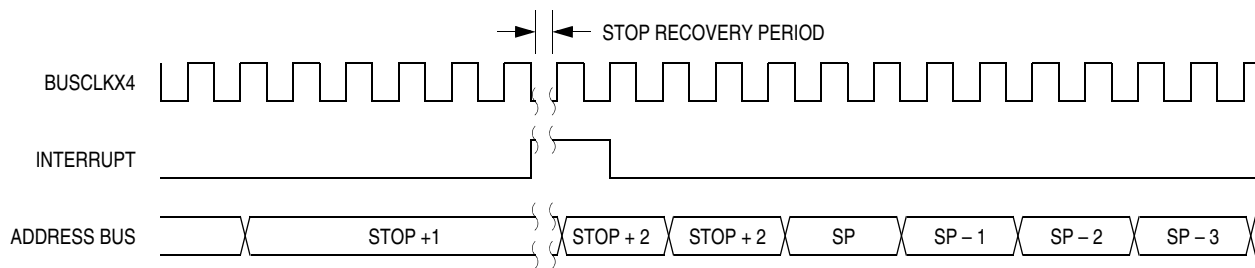 STOP RECOVERY PERIOD
BUSCLKX4
INTERRUPT
ADDRESS BUS STOP +1 STOP + 2 STOP + 2 SP SP – 1 SP – 2 SP – 3